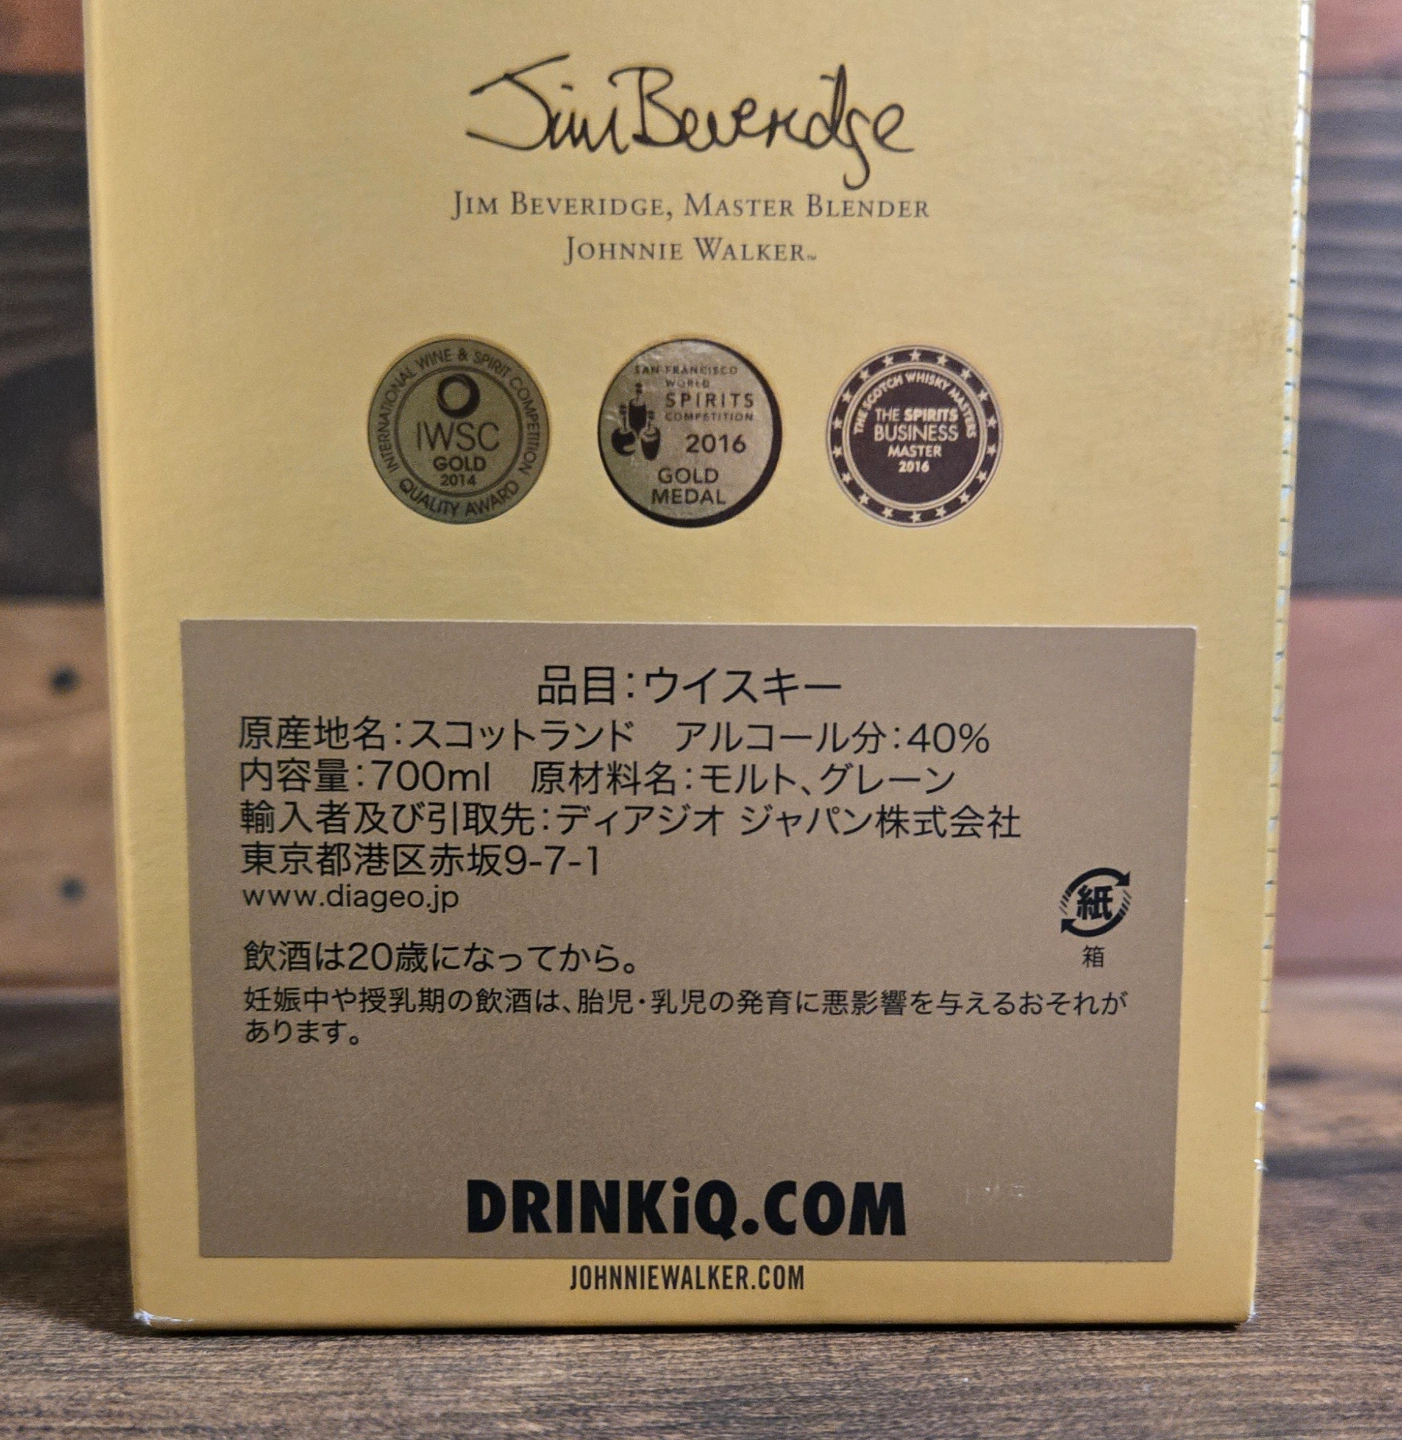 Jim Beveridge
JIM BEVERIDGE, MASTER BLENDER
JOHNNIE WALKER™
INTERNATIONAL WINE & SPIRIT COMPETITION
IWSC
GOLD
2014
QUALITY AWARD
SAN FRANCISCO
WORLD
SPIRITS
COMPETITION
2016
GOLD
MEDAL
THE SCOTCH WHISKY MASTERS
THE SPIRITS
BUSINESS
MASTER
2016
品目:ウイスキー
原産地名:スコットランド　アルコール分:40%
内容量:700ml　原材料名:モルト、グレーン
輸入者及び引取先:ディアジオ ジャパン株式会社
東京都港区赤坂9-7-1
www.diageo.jp
紙
箱
飲酒は20歳になってから。
妊娠中や授乳期の飲酒は、胎児・乳児の発育に悪影響を与えるおそれが
あります。
DRINKiQ.COM
JOHNNIEWALKER.COM